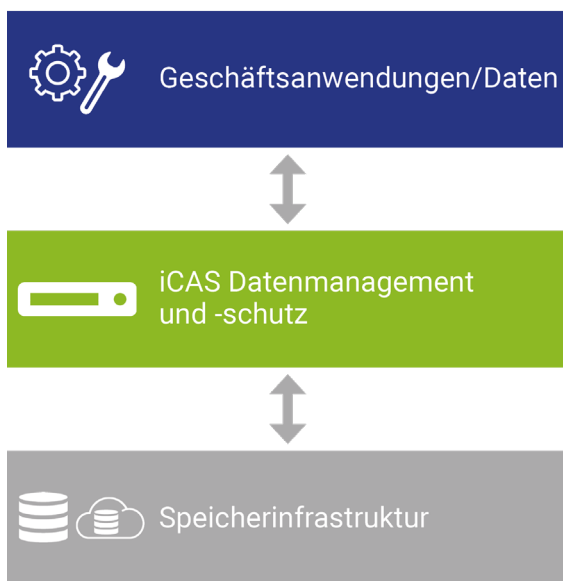 Geschäftsanwendungen/Daten
iCAS Datenmanagement
und -schutz
Speicherinfrastruktur